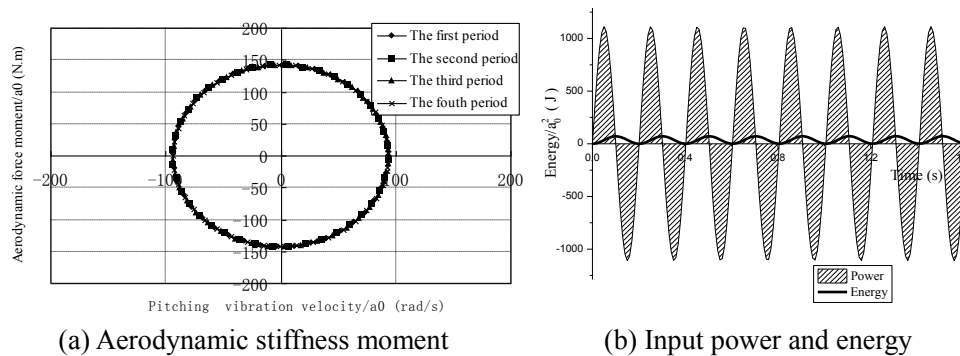 Aerodynamic force moment/a0 (N.m)
200
150
100
50
0
-50
-100
-150
-200
-200
-100
0
100
200
The first period
The second period
The third period
The fourth period
Pitching vibration velocity/a0 (rad/s)
(a) Aerodynamic stiffness moment
Energy/a₀² ( J )
1000
500
0
-500
-1000
0.0
0.4
0.8
1.2
Time (s)
Power
Energy
(b) Input power and energy